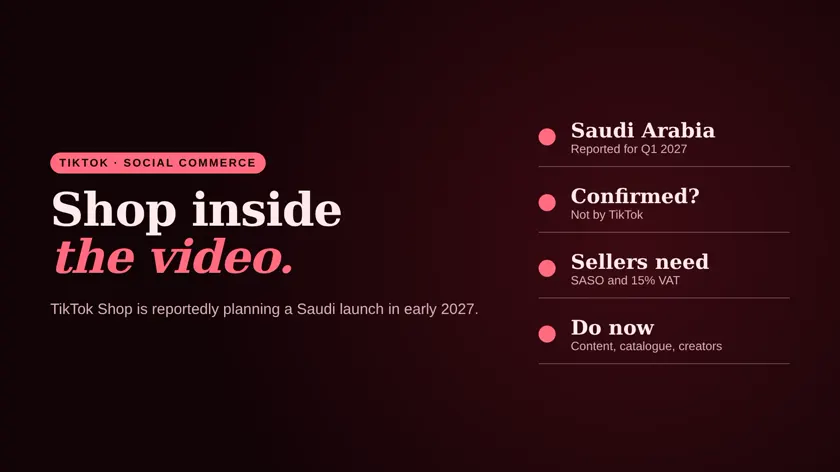 TIKTOK · SOCIAL COMMERCE
Shop inside
the video.
TikTok Shop is reportedly planning a Saudi launch in early 2027.
Saudi Arabia
Reported for Q1 2027
Confirmed?
Not by TikTok
Sellers need
SASO and 15% VAT
Do now
Content, catalogue, creators